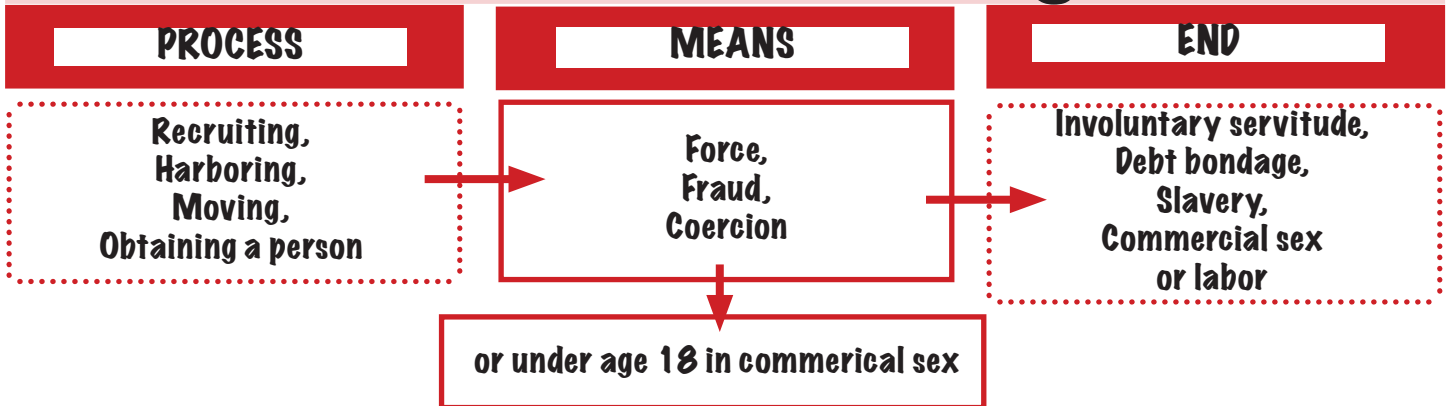 PROCESS
Recruiting,
Harboring,
Moving,
Obtaining a person
MEANS
Force,
Fraud,
Coercion
or under age 18 in commerical sex
END
Involuntary servitude,
Debt bondage,
Slavery,
Commercial sex
or labor